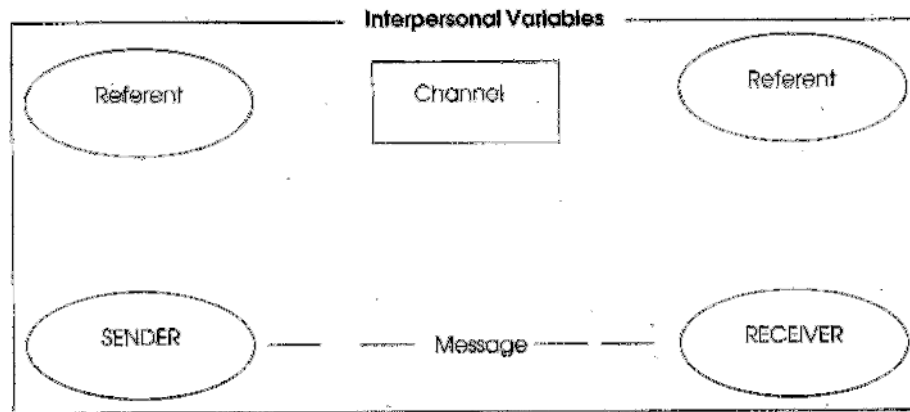 Interpersonal Variables
Referent
Channel
Referent
SENDER
Message
RECEIVER